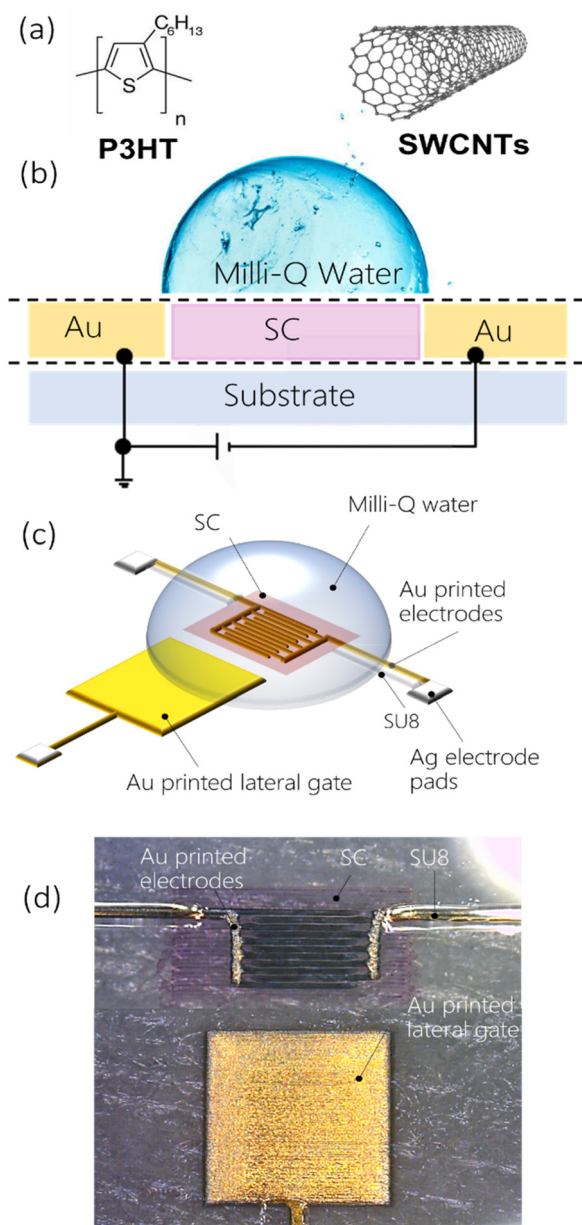 (a)
C6H13
S
n
P3HT
SWCNTs
(b)
Milli-Q Water
Au
SC
Au
Substrate
(c)
SC
Milli-Q water
Au printed
electrodes
SU8
Ag electrode
pads
Au printed lateral gate
(d)
Au printed
electrodes
SC
SU8
Au printed
lateral gate